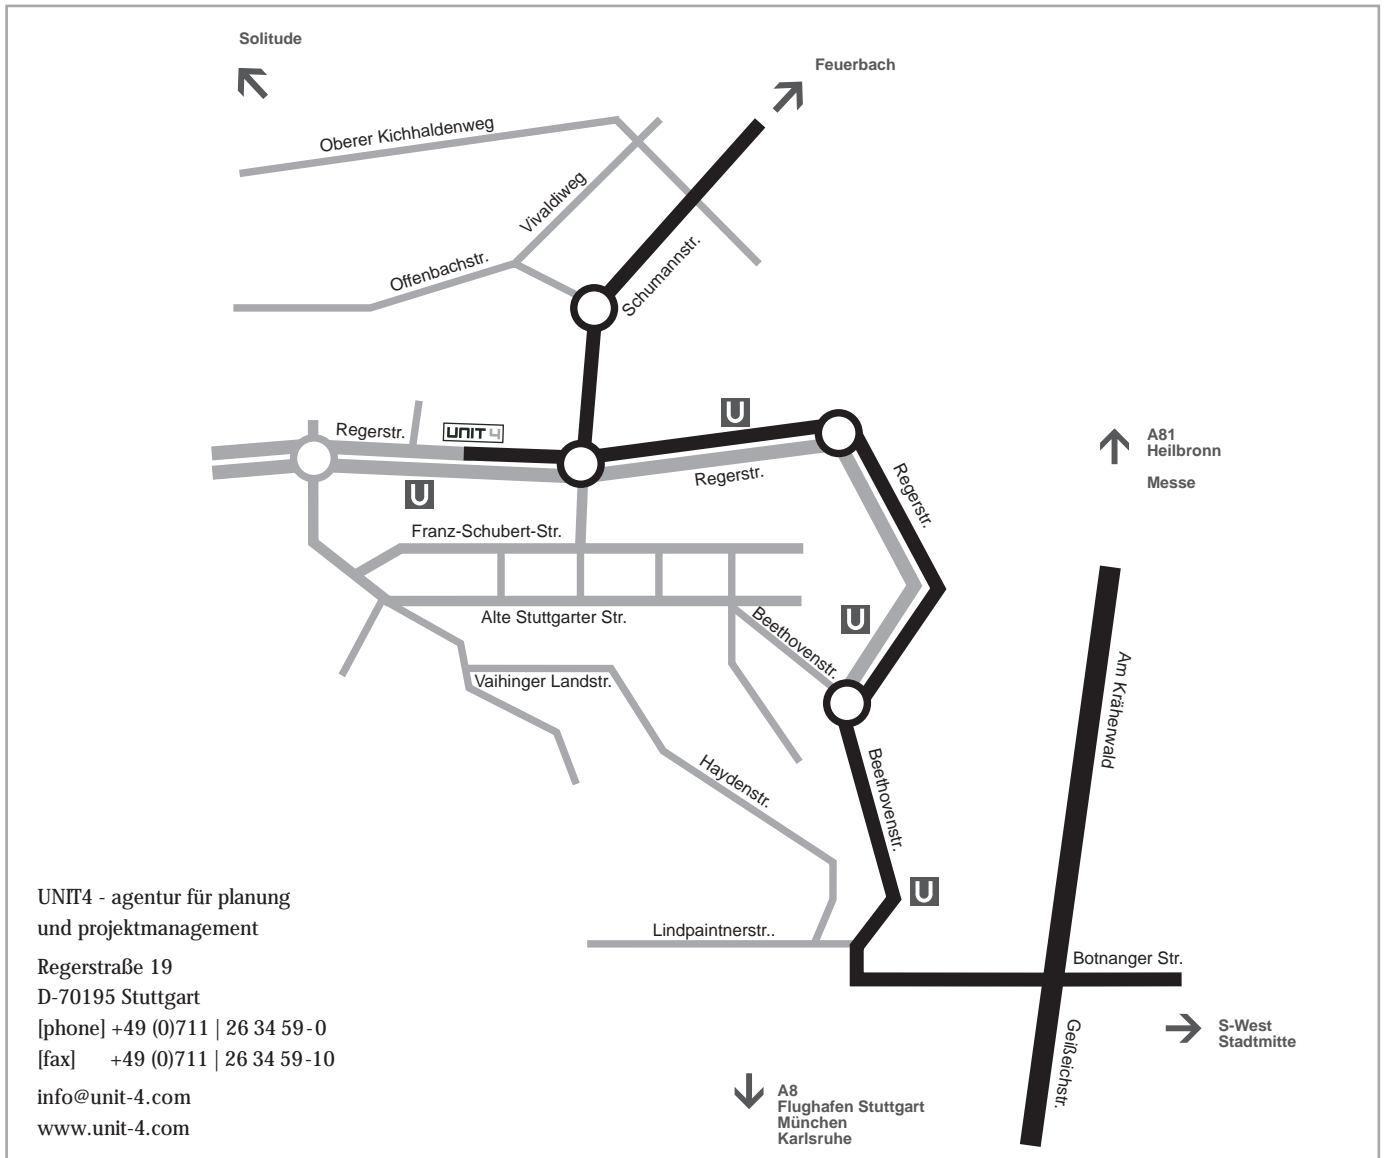 Solitude
Feuerbach
Oberer Kichhaldenweg
Vivaldiweg
Offenbachstr.
Schumannstr.
Regerstr.
UNIT4
U
Regerstr.
Regerstr.
U
A81
Heilbronn
Messe
Franz-Schubert-Str.
Alte Stuttgarter Str.
U
Beethovenstr.
Vaihinger Landstr.
Am Kräherwald
Haydenstr.
Beethovenstr.
U
Lindpaintnerstr..
Botnanger Str.
Geißeichstr.
S-West
Stadtmitte
A8
Flughafen Stuttgart
München
Karlsruhe
UNIT4 - agentur für planung
und projektmanagement
Regerstraße 19
D-70195 Stuttgart
[phone] +49 (0)711 | 26 34 59-0
[fax] +49 (0)711 | 26 34 59-10
info@unit-4.com
www.unit-4.com